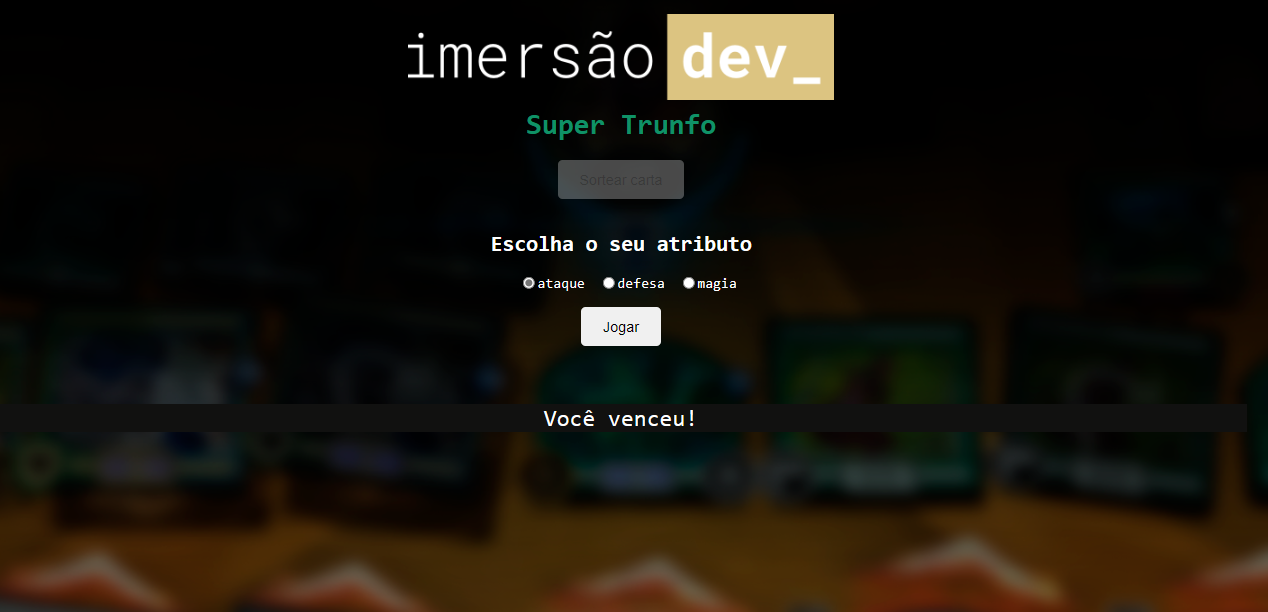 imersão dev_
Super Trunfo
Sortear carta
Escolha o seu atributo
ataque defesa magia
Jogar
Você venceu!